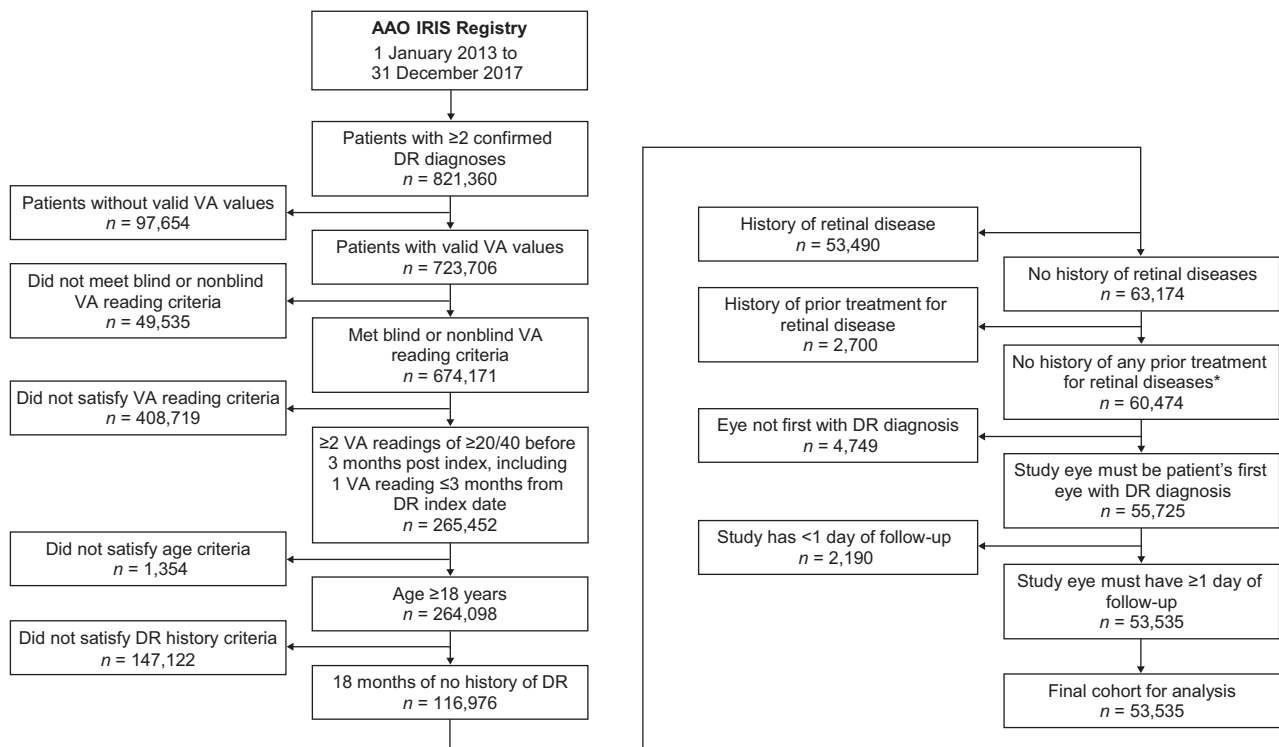 AAO IRIS Registry
1 January 2013 to
31 December 2017
Patients with ≥2 confirmed
DR diagnoses
n = 821,360
Patients without valid VA values
n = 97,654
Patients with valid VA values
n = 723,706
Did not meet blind or nonblind
VA reading criteria
n = 49,535
Met blind or nonblind VA
reading criteria
n = 674,171
Did not satisfy VA reading criteria
n = 408,719
≥2 VA readings of ≥20/40 before
3 months post index, including
1 VA reading ≤3 months from
DR index date
n = 265,452
Did not satisfy age criteria
n = 1,354
Age ≥18 years
n = 264,098
Did not satisfy DR history criteria
n = 147,122
18 months of no history of DR
n = 116,976
History of retinal disease
n = 53,490
No history of retinal diseases
n = 63,174
History of prior treatment for
retinal disease
n = 2,700
No history of any prior treatment
for retinal diseases*
n = 60,474
Eye not first with DR diagnosis
n = 4,749
Study eye must be patient's first
eye with DR diagnosis
n = 55,725
Study has <1 day of follow-up
n = 2,190
Study eye must have ≥1 day of
follow-up
n = 53,535
Final cohort for analysis
n = 53,535